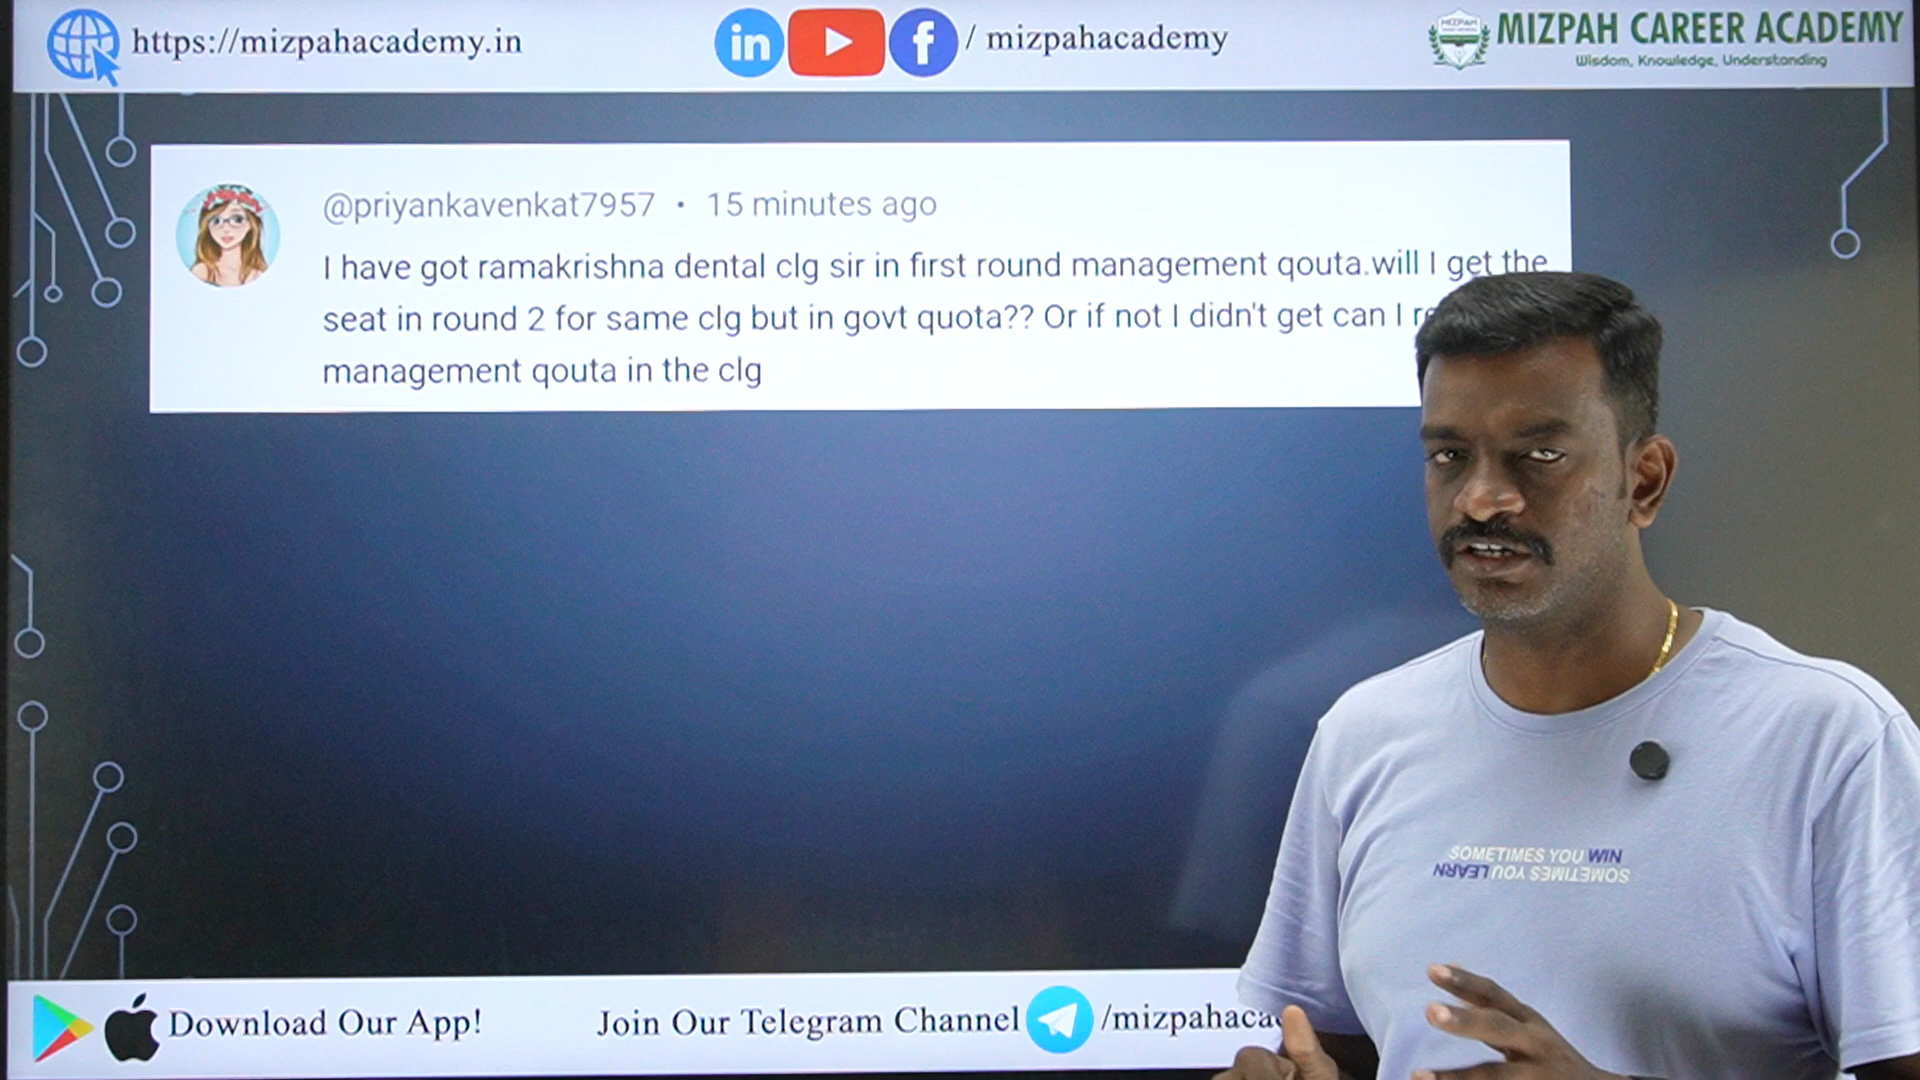 https://mizpahacademy.in
in f / mizpahacademy
MIZPAH CAREER ACADEMY
Wisdom, Knowledge, Understanding
@priyankavenkat7957 • 15 minutes ago
I have got ramakrishna dental clg sir in first round management qouta.will I get the
seat in round 2 for same clg but in govt quota?? Or if not I didn't get can I
management qouta in the clg
SOMETIMES YOU WIN
SOMETIMES YOU LEARN
Download Our App!
Join Our Telegram Channel